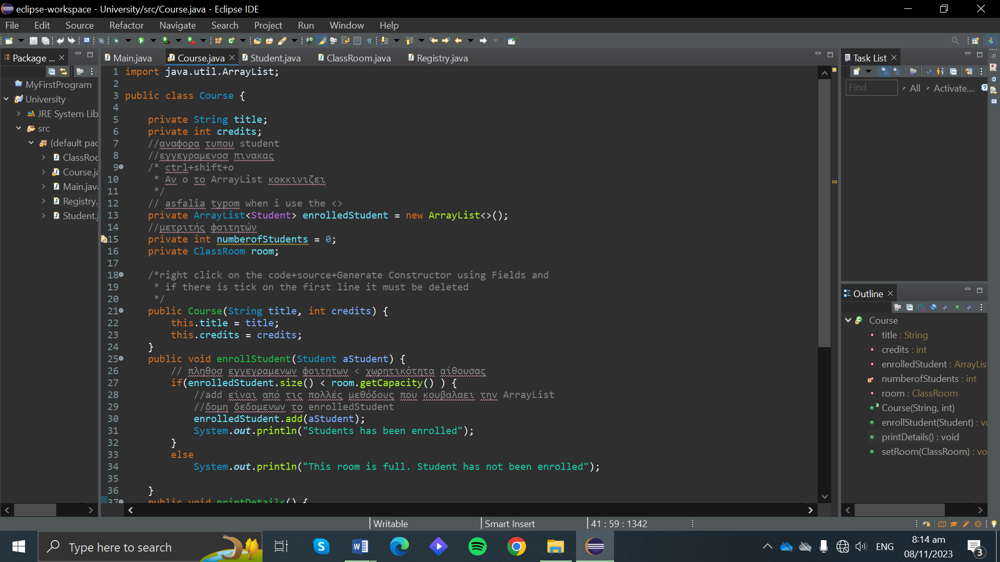 eclipse-workspace - University/src/Course.java - Eclipse IDE
File Edit Source Refactor Navigate Search Project Run Window Help
Package ...
Main.java Course.java Student.java ClassRoom.java Registry.java
Task List
Find All Activate....
MyFirstProgram
University
JRE System Lib
src
(default pac
ClassRoo
Course.ja
Main.java
Registry.
Student.j
1 import java.util.ArrayList;
2
3 public class Course {
4
5 private String title;
6 private int credits;
7 //αναφορα τυπου student
8 //εγγεγραμενοσ πινακας
9 /* ctrl+shift+o
10 * Αν ο το ArrayList κοκκινιζει
11 */
12 // asfalia typom when i use the <>
13 private ArrayList<Student> enrolledStudent = new ArrayList<>();
14 //μετριτής φοιτητών
15 private int numberofStudents = 0;
16 private ClassRoom room;
17
18 /*right click on the code+source+Generate Constructor using Fields and
19 * if there is tick on the first line it must be deleted
20 */
21 public Course(String title, int credits) {
22 this.title = title;
23 this.credits = credits;
24 }
25 public void enrollStudent(Student aStudent) {
26 // πληθοσ εγγεγραμενων φοιτητων < χωρητικότητα αίθουσας
27 if(enrolledStudent.size() < room.getCapacity() ) {
28 //add είναι από τις πολλές μεθόδους που κουβαλαει την ArrayList
29 //δομη δεδομενων το enrolledStudent
30 enrolledStudent.add(aStudent);
31 System.out.println("Students has been enrolled");
32 }
33 else
34 System.out.println("This room is full. Student has not been enrolled");
35
36 }
37 public void printDetails() {
Outline
Course
title : String
credits : int
enrolledStudent : ArrayLis
numberofStudents : int
room : ClassRoom
Course(String, int)
enrollStudent(Student) : vo
printDetails() : void
setRoom(ClassRoom) : vo
Writable Smart Insert 41 : 59 : 1342
Type here to search
ENG
8:14 am
08/11/2023
3